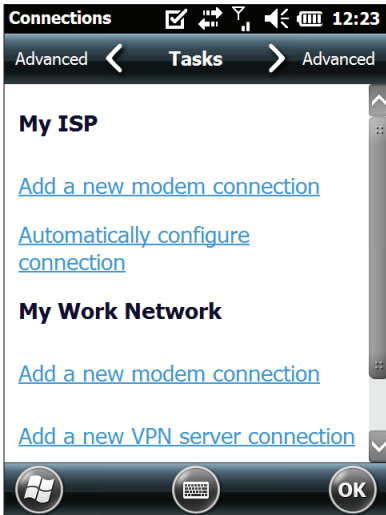 Connections 12:23
Advanced Tasks Advanced
My ISP
Add a new modem connection
Automatically configure
connection
My Work Network
Add a new modem connection
Add a new VPN server connection
OK